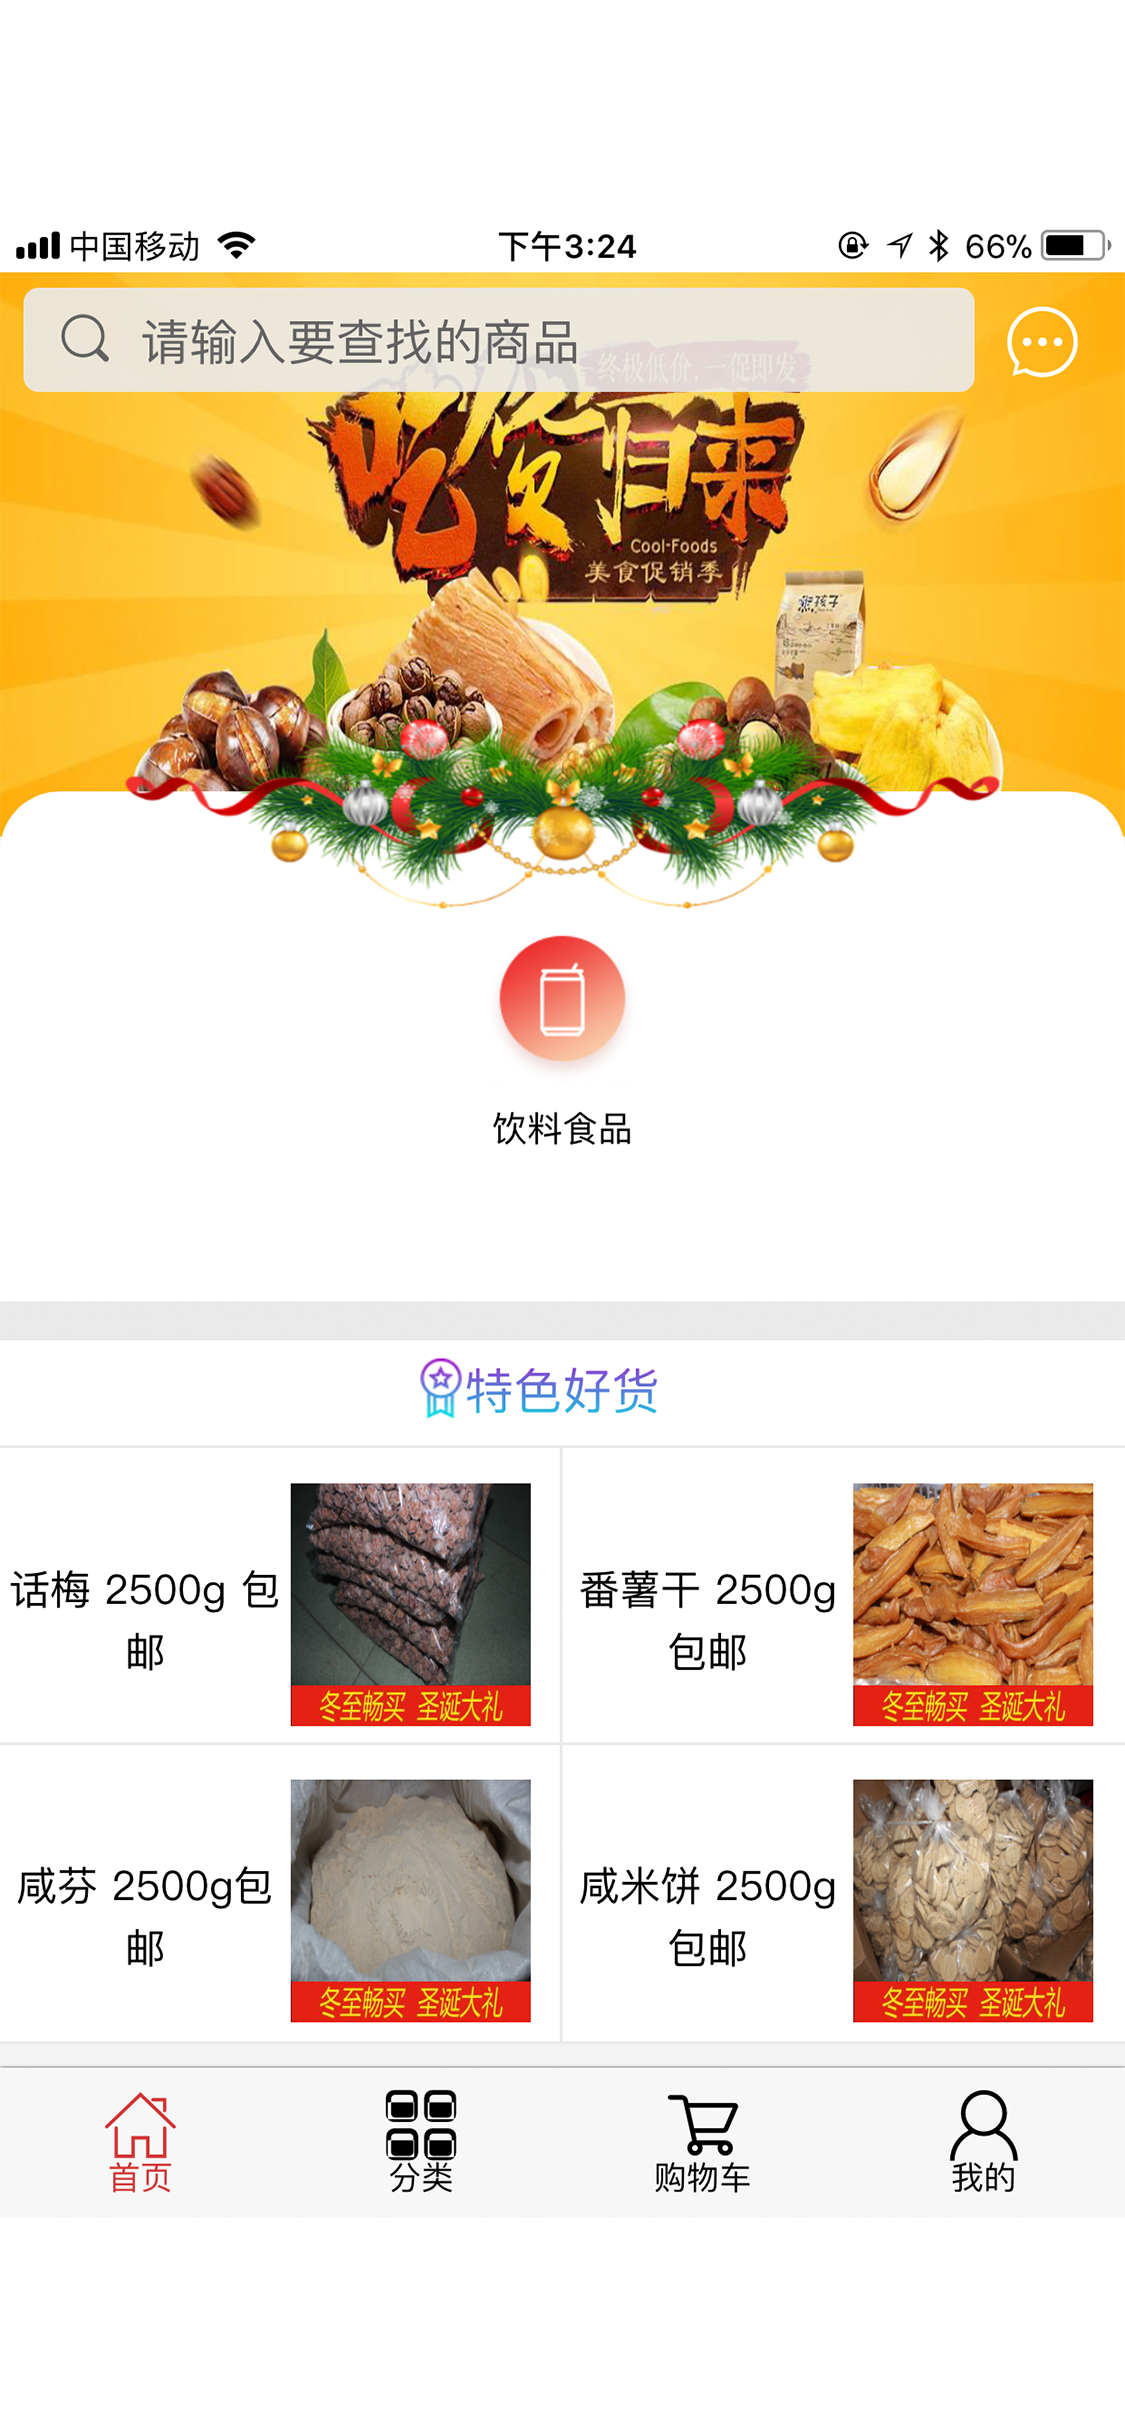 中国移动
下午3:24
66%
请输入要查找的商品
终极低价,一促即发
吃货归来
Cool-Foods
美食促销季
熊孩子
饮料食品
特色好货
话梅 2500g 包
邮
冬至畅买 圣诞大礼
番薯干 2500g
包邮
冬至畅买 圣诞大礼
咸芬 2500g包
邮
冬至畅买 圣诞大礼
咸米饼 2500g
包邮
冬至畅买 圣诞大礼
首页
分类
购物车
我的